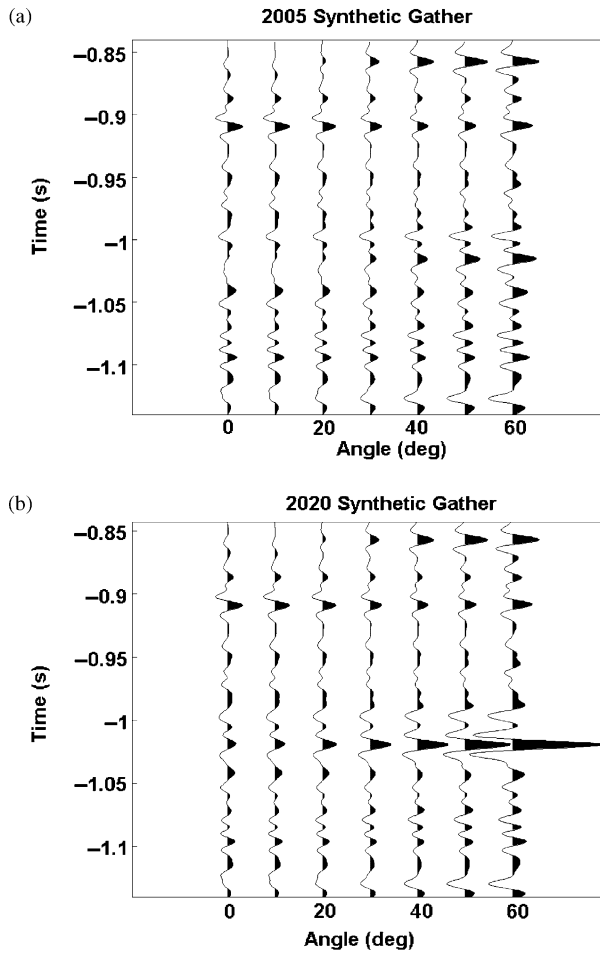 (a)
2005 Synthetic Gather
–0.85
–0.9
–0.95
–1
–1.05
–1.1
Time (s)
0 20 40 60
Angle (deg)
(b)
2020 Synthetic Gather
–0.85
–0.9
–0.95
–1
–1.05
–1.1
Time (s)
0 20 40 60
Angle (deg)